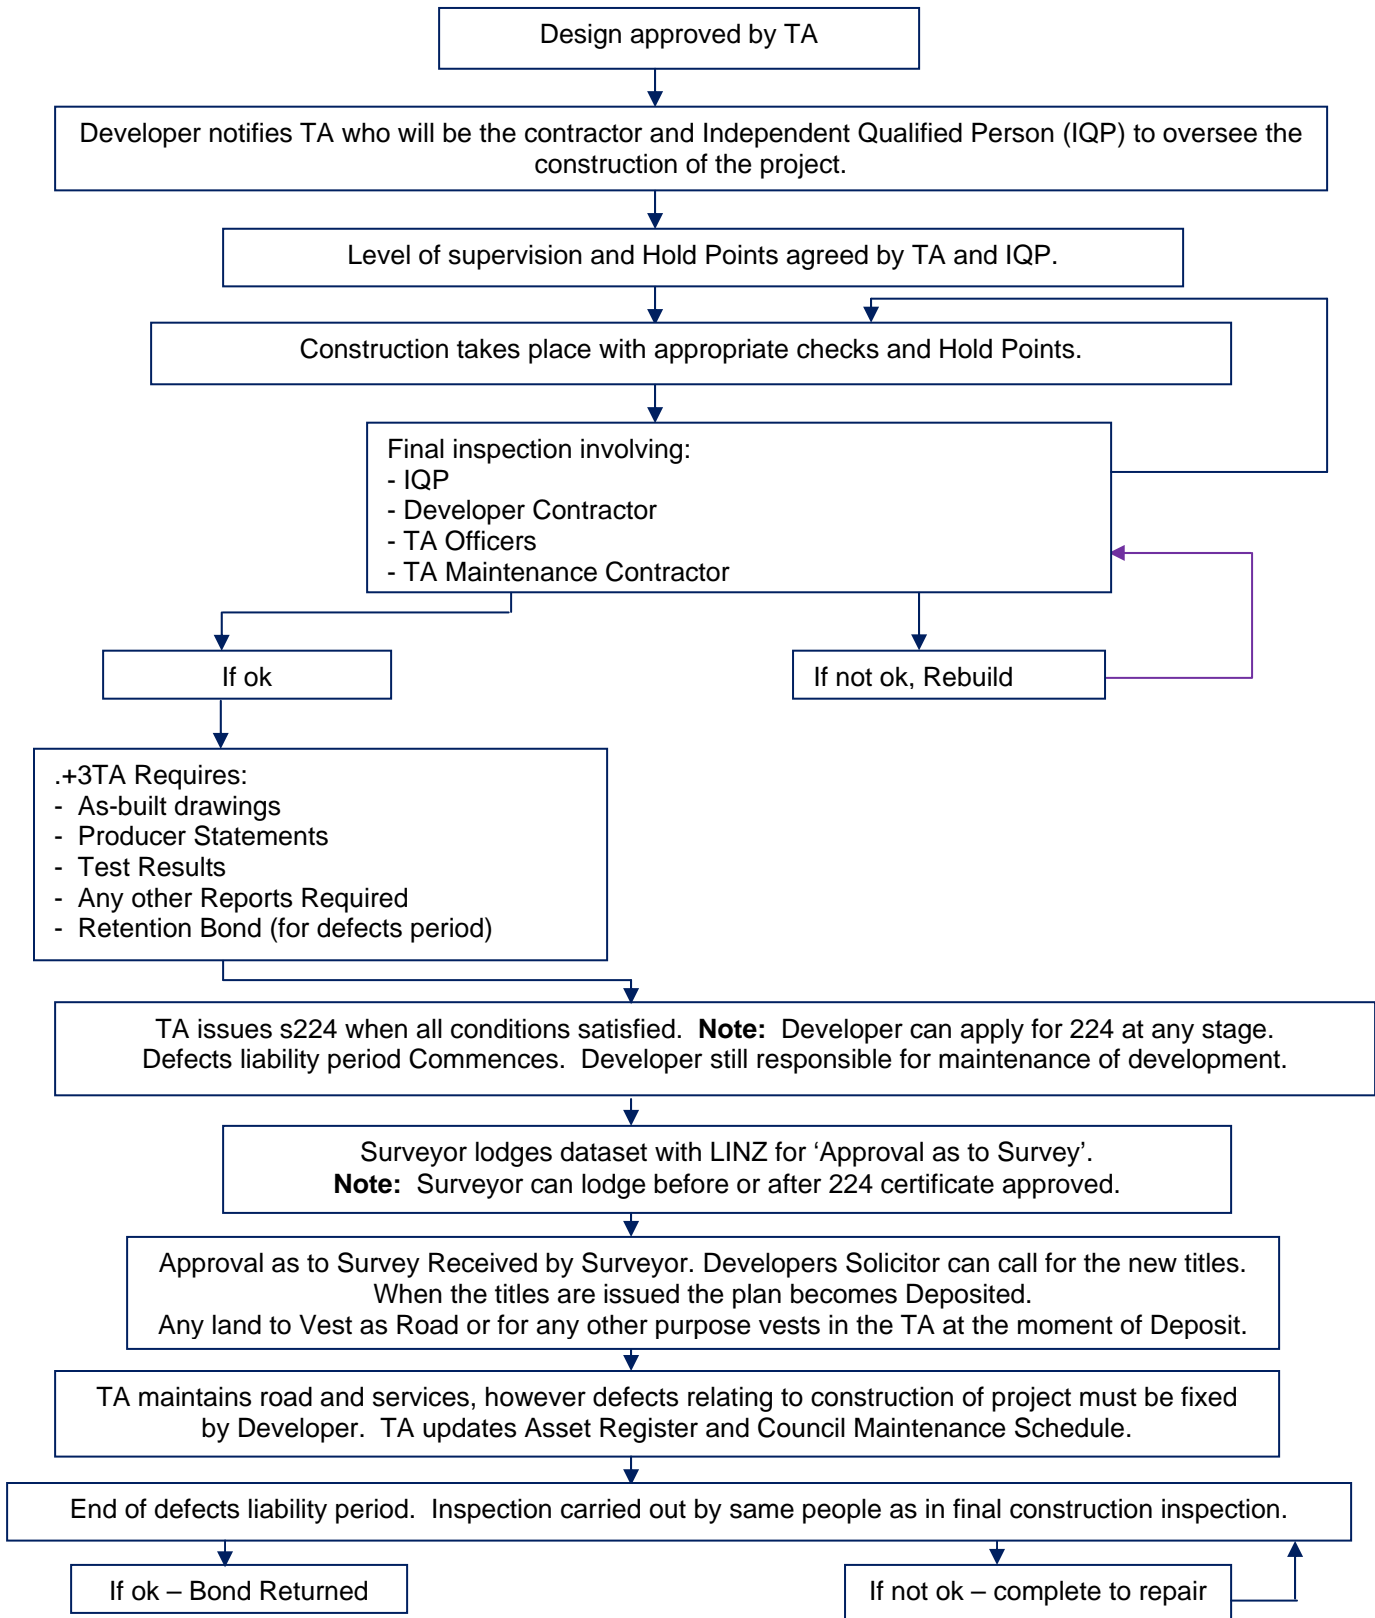 Design approved by TA
Developer notifies TA who will be the contractor and Independent Qualified Person (IQP) to oversee the
construction of the project.
Level of supervision and Hold Points agreed by TA and IQP.
Construction takes place with appropriate checks and Hold Points.
Final inspection involving:
- IQP
- Developer Contractor
- TA Officers
- TA Maintenance Contractor
If ok
If not ok, Rebuild
.+3TA Requires:
- As-built drawings
- Producer Statements
- Test Results
- Any other Reports Required
- Retention Bond (for defects period)
TA issues s224 when all conditions satisfied. Note: Developer can apply for 224 at any stage.
Defects liability period Commences. Developer still responsible for maintenance of development.
Surveyor lodges dataset with LINZ for ‘Approval as to Survey’.
Note: Surveyor can lodge before or after 224 certificate approved.
Approval as to Survey Received by Surveyor. Developers Solicitor can call for the new titles.
When the titles are issued the plan becomes Deposited.
Any land to Vest as Road or for any other purpose vests in the TA at the moment of Deposit.
TA maintains road and services, however defects relating to construction of project must be fixed
by Developer. TA updates Asset Register and Council Maintenance Schedule.
End of defects liability period. Inspection carried out by same people as in final construction inspection.
If ok – Bond Returned
If not ok – complete to repair